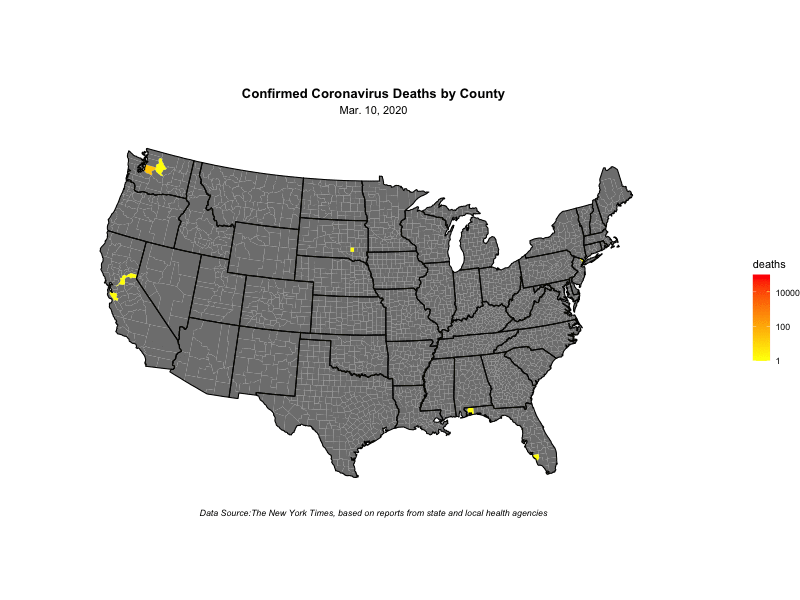 Confirmed Coronavirus Deaths by County
Mar. 10, 2020
deaths
10000
100
1
Data Source:The New York Times, based on reports from state and local health agencies